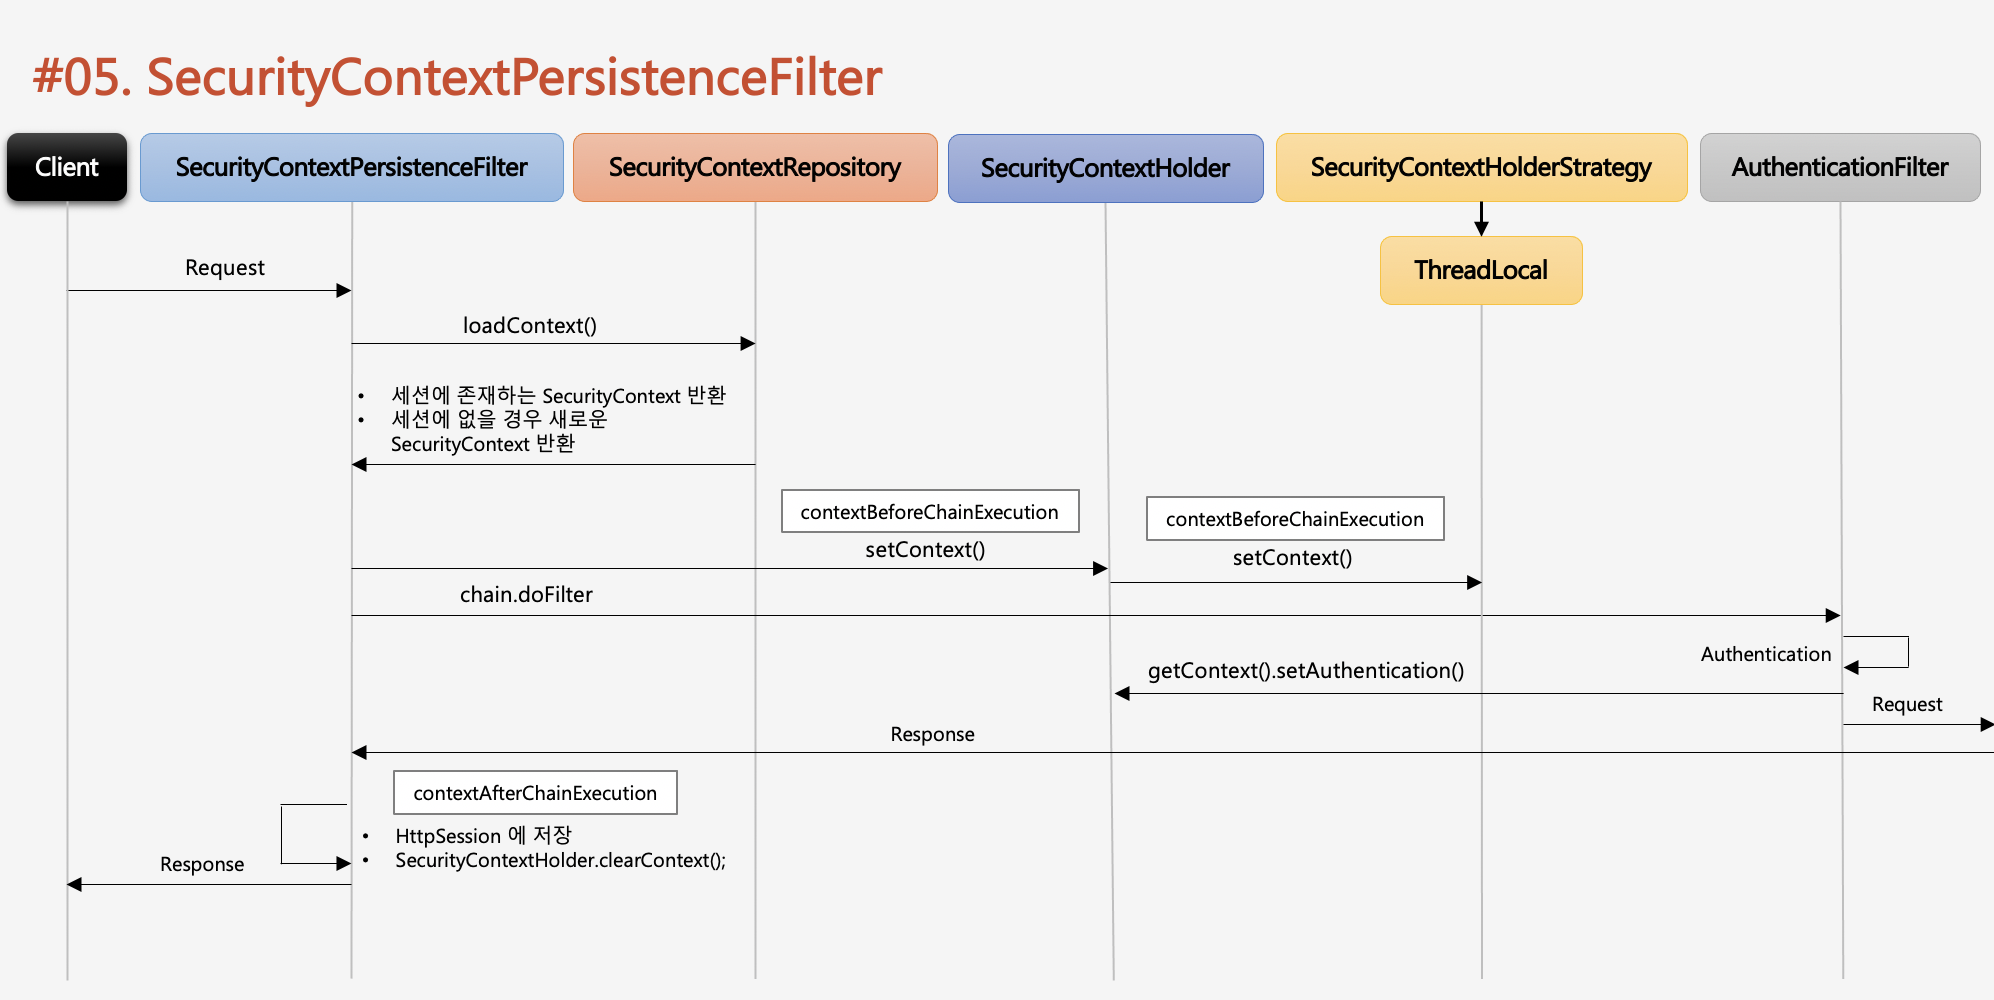 #05. SecurityContextPersistenceFilter
Client
SecurityContextPersistenceFilter
SecurityContextRepository
SecurityContextHolder
SecurityContextHolderStrategy
AuthenticationFilter
ThreadLocal
Request
loadContext()
• 세션에 존재하는 SecurityContext 반환
• 세션에 없을 경우 새로운
SecurityContext 반환
contextBeforeChainExecution
setContext()
contextBeforeChainExecution
setContext()
chain.doFilter
Authentication
getContext().setAuthentication()
Request
Response
contextAfterChainExecution
• HttpSession 에 저장
• SecurityContextHolder.clearContext();
Response